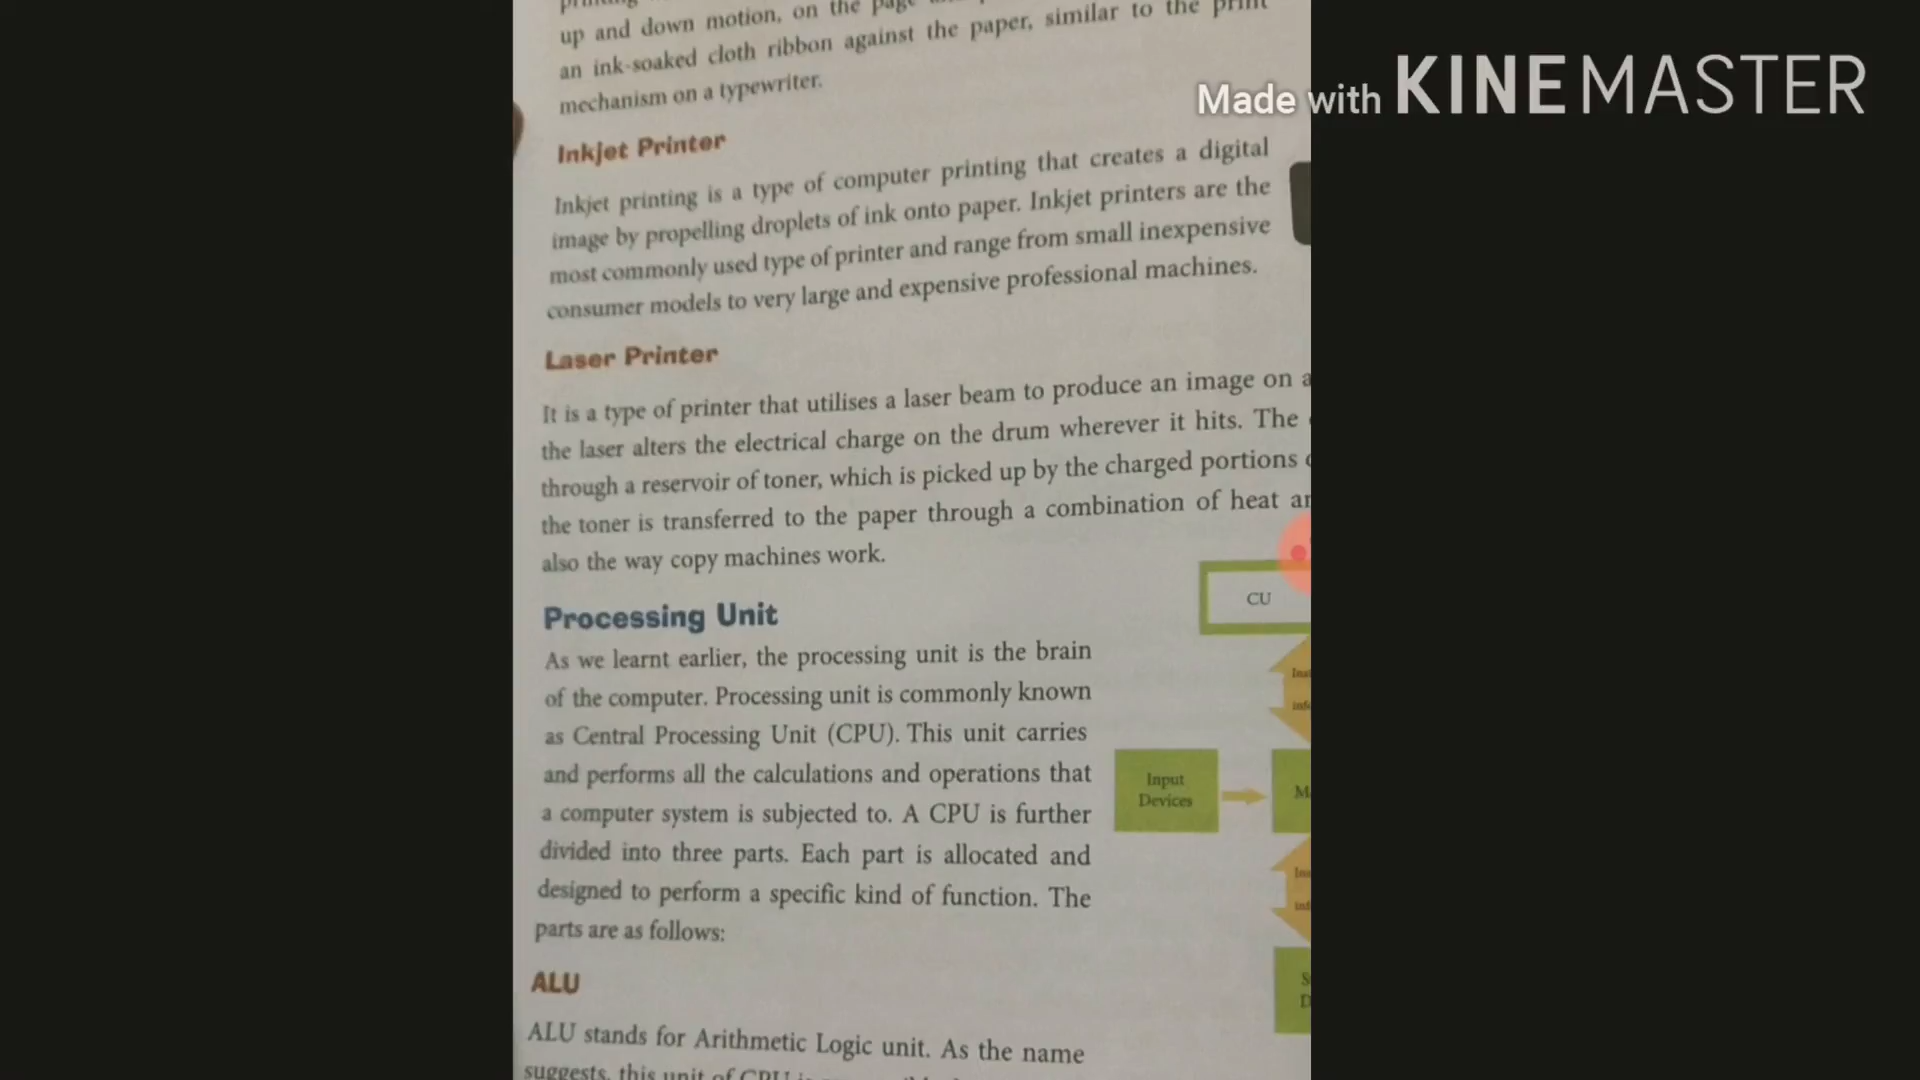 up and down motion, on the page
an ink-soaked cloth ribbon against the paper, similar to the print
mechanism on a typewriter.
Made with KINEMASTER
Inkjet Printer
Inkjet printing is a type of computer printing that creates a digital
image by propelling droplets of ink onto paper. Inkjet printers are the
most commonly used type of printer and range from small inexpensive
consumer models to very large and expensive professional machines.
Laser Printer
It is a type of printer that utilises a laser beam to produce an image on a
the laser alters the electrical charge on the drum wherever it hits. The
through a reservoir of toner, which is picked up by the charged portions
the toner is transferred to the paper through a combination of heat
also the way copy machines work.
CU
Processing Unit
As we learnt earlier, the processing unit is the brain
of the computer. Processing unit is commonly known
as Central Processing Unit (CPU). This unit carries
and performs all the calculations and operations that
a computer system is subjected to. A CPU is further
divided into three parts. Each part is allocated and
designed to perform a specific kind of function. The
parts are as follows:
Input
Devices
ALU
ALU stands for Arithmetic Logic unit. As the name
suggests, this unit of CPU